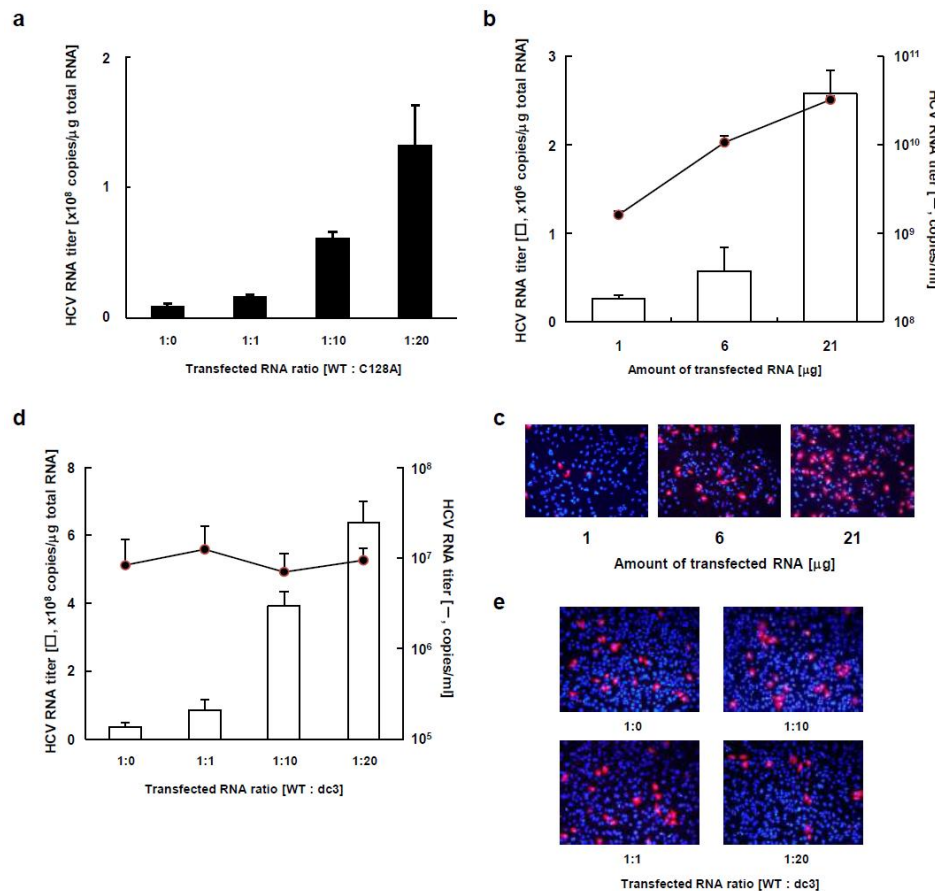 a
HCV RNA titer [x10⁸ copies/μg total RNA]
2
1
0
1:0 1:1 1:10 1:20
Transfected RNA ratio [WT : C128A]
b
HCV RNA titer [□, x10⁶ copies/μg total RNA]
3
2
1
0
10¹¹
10¹⁰
10⁹
10⁸
HCV RNA titer [—, copies/ml]
1 6 21
Amount of transfected RNA [μg]
d
HCV RNA titer [□, x10⁸ copies/μg total RNA]
8
6
4
2
0
10⁸
10⁷
10⁶
10⁵
HCV RNA titer [—, copies/ml]
1:0 1:1 1:10 1:20
Transfected RNA ratio [WT : dc3]
c
1 6 21
Amount of transfected RNA [μg]
e
1:0 1:10
1:1 1:20
Transfected RNA ratio [WT : dc3]